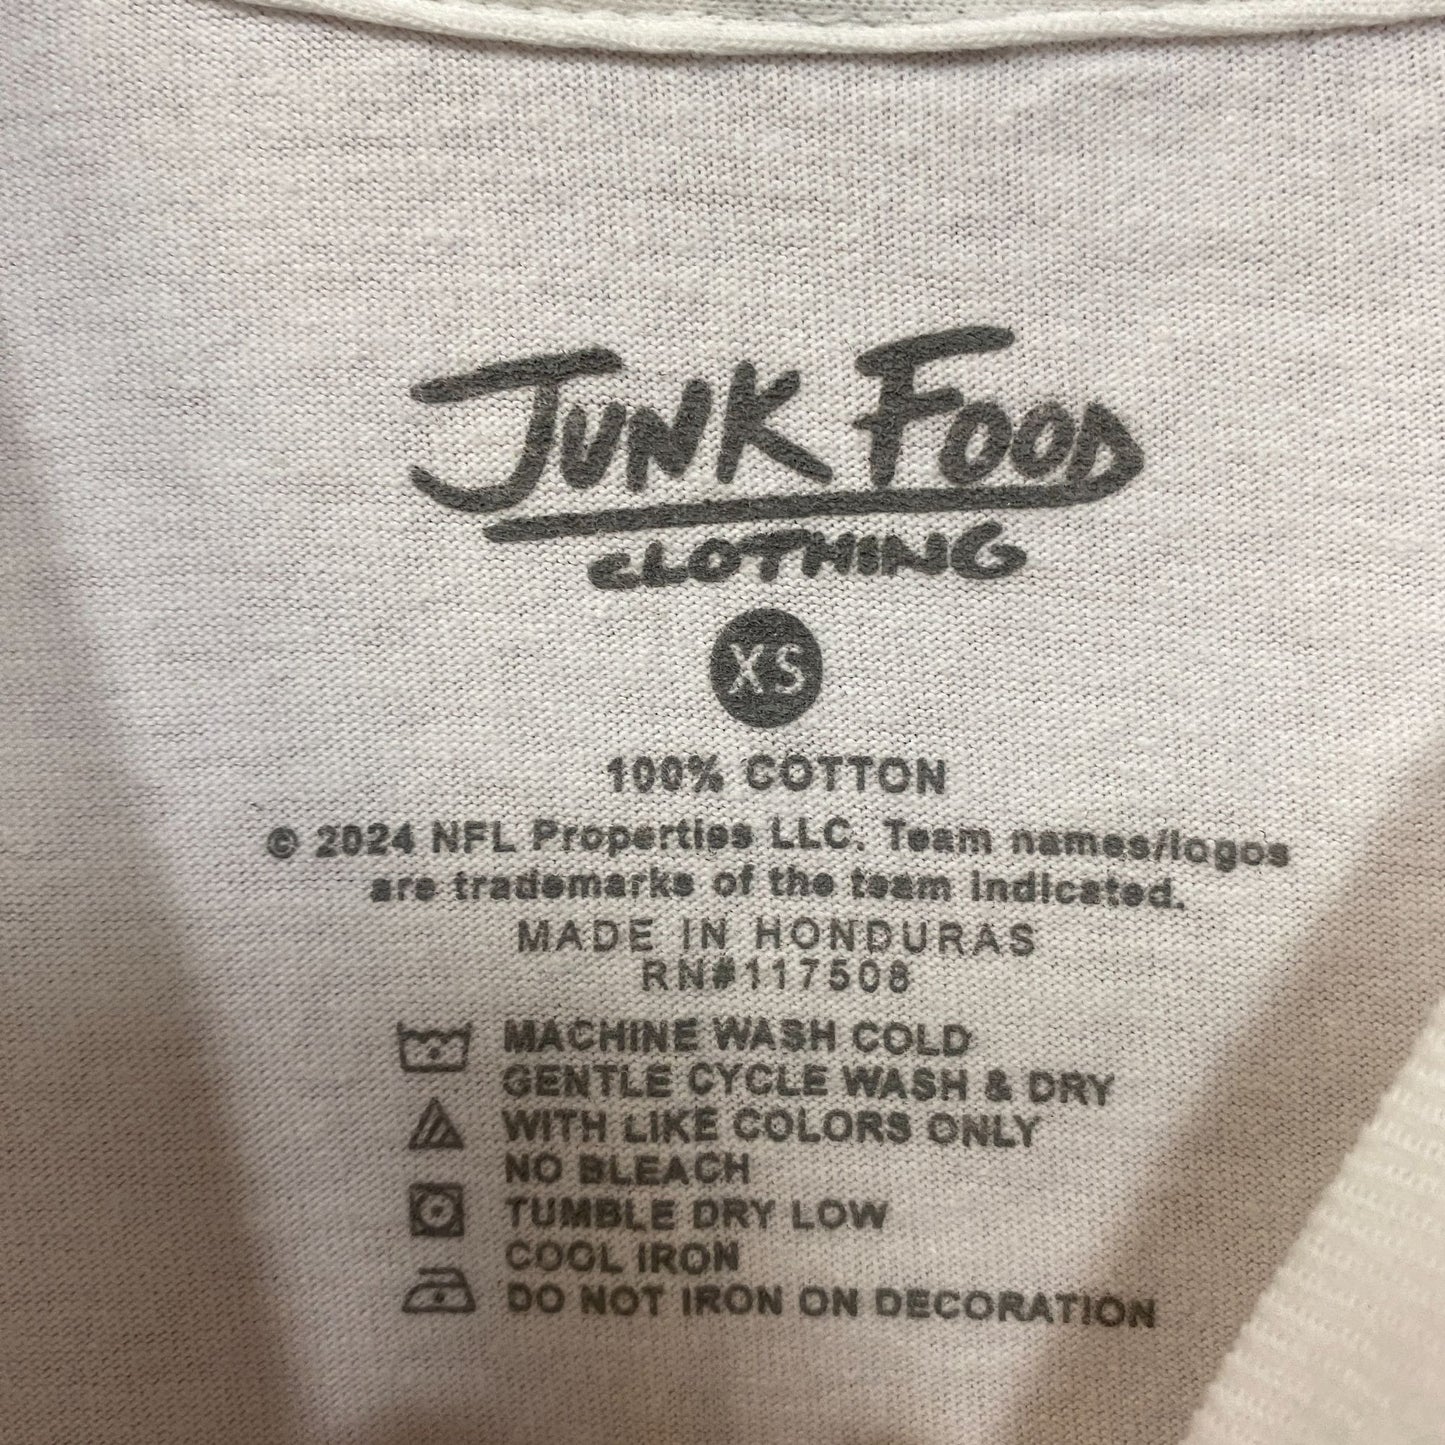 JUNK FOOD
CLOTHING
XS
100% COTTON
© 2024 NFL Properties LLC. Team names/logos
are trademarks of the team indicated.
MADE IN HONDURAS
RN#117508
MACHINE WASH COLD
GENTLE CYCLE WASH & DRY
WITH LIKE COLORS ONLY
NO BLEACH
TUMBLE DRY LOW
COOL IRON
DO NOT IRON ON DECORATION